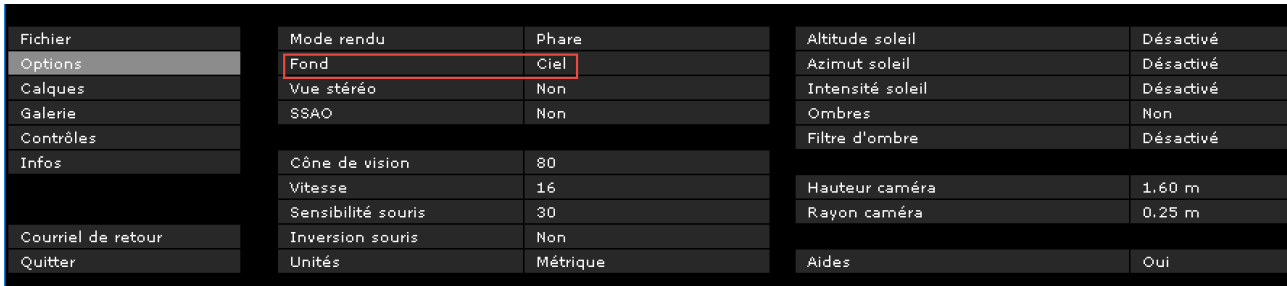 Fichier
Options
Calques
Galerie
Contrôles
Infos
Courriel de retour
Quitter
Mode rendu Phare
Fond Ciel
Vue stéréo Non
SSAO Non
Cône de vision 80
Vitesse 16
Sensibilité souris 30
Inversion souris Non
Unités Métrique
Altitude soleil Désactivé
Azimut soleil Désactivé
Intensité soleil Désactivé
Ombres Non
Filtre d'ombre Désactivé
Hauteur caméra 1.60 m
Rayon caméra 0.25 m
Aides Oui